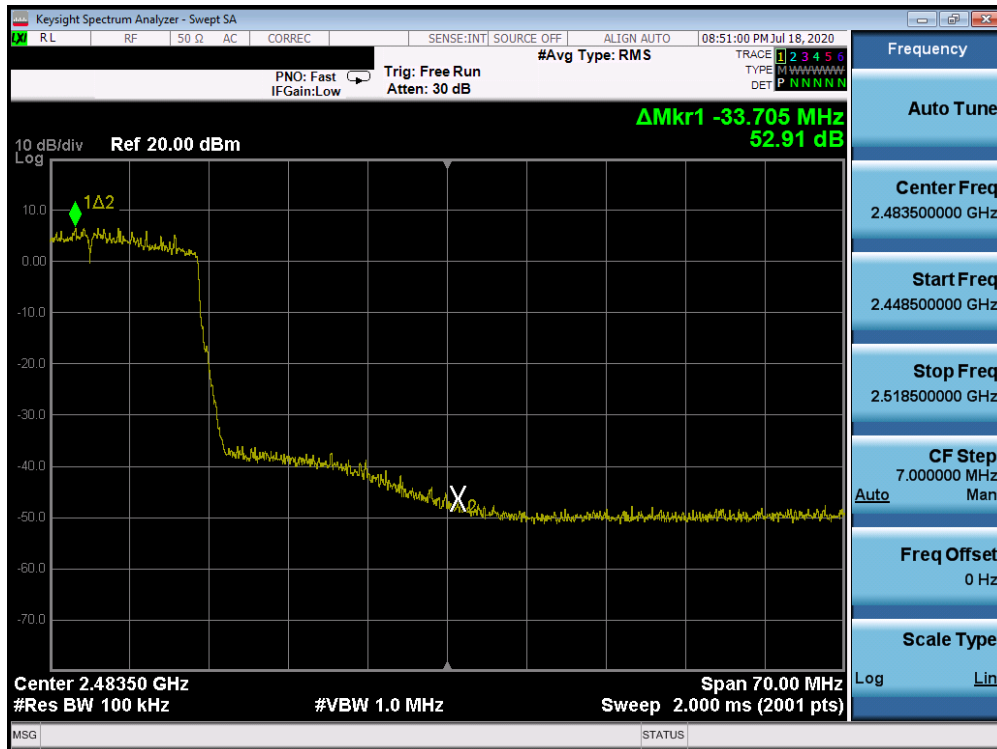 Keysight Spectrum Analyzer - Swept SA
LXI RL RF 50 Ω AC CORREC SENSE:INT SOURCE OFF ALIGN AUTO 08:51:00 PM Jul 18, 2020
#Avg Type: RMS
TRACE 1 2 3 4 5 6
PNO: Fast Trig: Free Run
TYPE M WWWWW
IFGain:Low Atten: 30 dB
DET P N N N N N
ΔMkr1 -33.705 MHz
52.91 dB
10 dB/div Ref 20.00 dBm
Log
1Δ2
10.0
0.00
-10.0
-20.0
-30.0
-40.0
2
-50.0
-60.0
-70.0
Center 2.48350 GHz Span 70.00 MHz
#Res BW 100 kHz #VBW 1.0 MHz Sweep 2.000 ms (2001 pts)
MSG STATUS
Frequency
Auto Tune
Center Freq
2.483500000 GHz
Start Freq
2.448500000 GHz
Stop Freq
2.518500000 GHz
CF Step
7.000000 MHz
Auto Man
Freq Offset
0 Hz
Scale Type
Log Lin